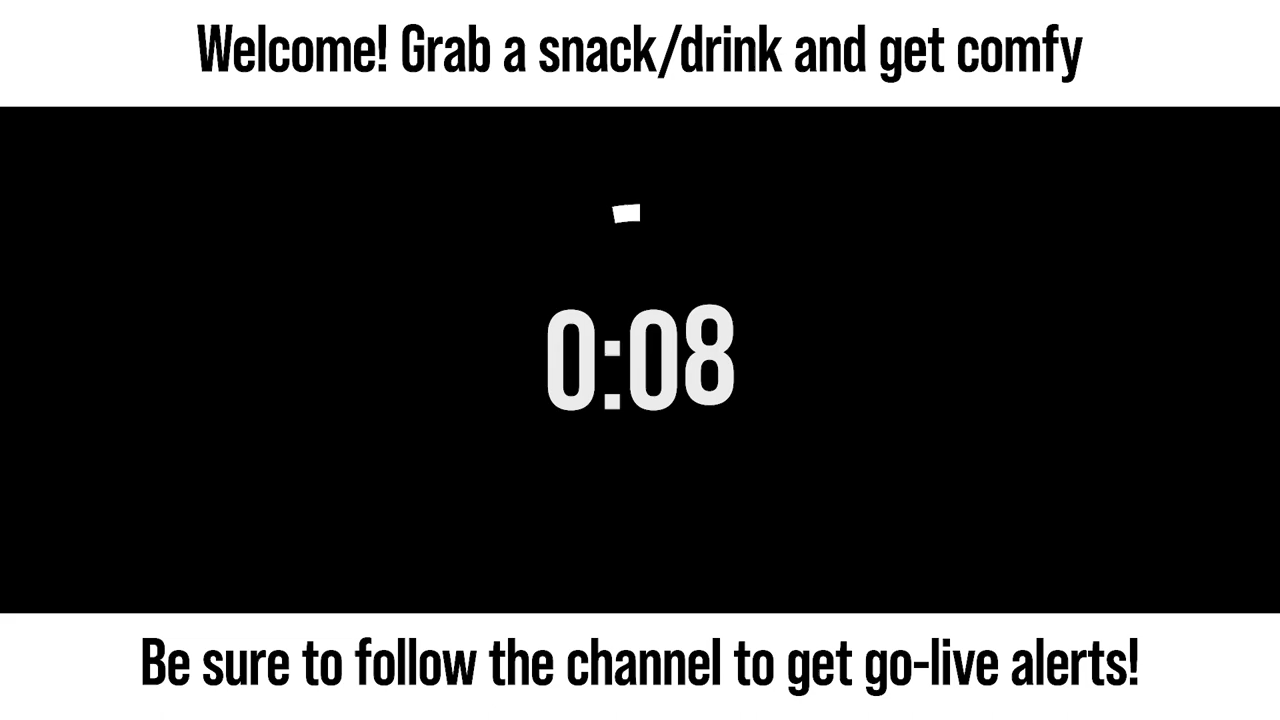 Welcome! Grab a snack/drink and get comfy
0:08
Be sure to follow the channel to get go-live alerts!